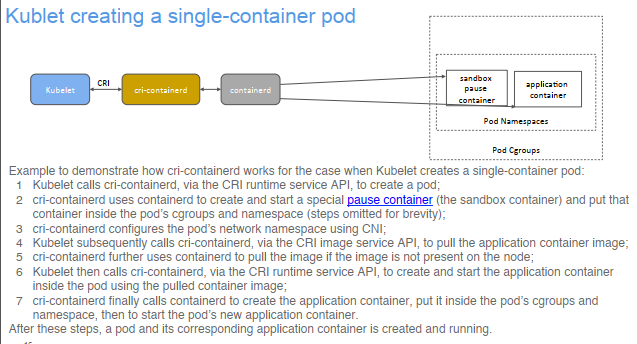 Kublet creating a single-container pod
CRI
Kubelet
cri-containerd
containerd
sandbox
pause
container
application
container
Pod Namespaces
Pod Cgroups
Example to demonstrate how cri-containerd works for the case when Kubelet creates a single-container pod:
1 Kubelet calls cri-containerd, via the CRI runtime service API, to create a pod;
2 cri-containerd uses containerd to create and start a special pause container (the sandbox container) and put that
container inside the pod's cgroups and namespace (steps omitted for brevity);
3 cri-containerd configures the pod's network namespace using CNI;
4 Kubelet subsequently calls cri-containerd, via the CRI image service API, to pull the application container image;
5 cri-containerd further uses containerd to pull the image if the image is not present on the node;
6 Kubelet then calls cri-containerd, via the CRI runtime service API, to create and start the application container
inside the pod using the pulled container image;
7 cri-containerd finally calls containerd to create the application container, put it inside the pod's cgroups and
namespace, then to start the pod's new application container.
After these steps, a pod and its corresponding application container is created and running.